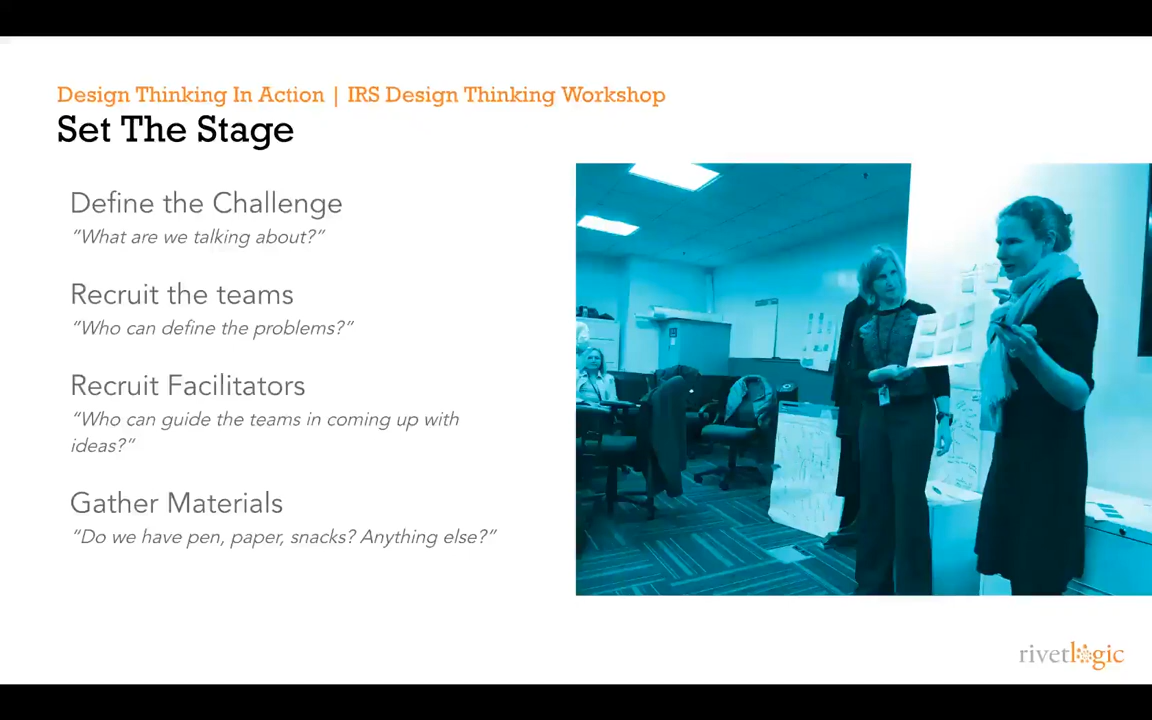 Design Thinking In Action | IRS Design Thinking Workshop
Set The Stage
Define the Challenge
“What are we talking about?”
Recruit the teams
“Who can define the problems?”
Recruit Facilitators
“Who can guide the teams in coming up with
ideas?”
Gather Materials
“Do we have pen, paper, snacks? Anything else?”
rivetlogic